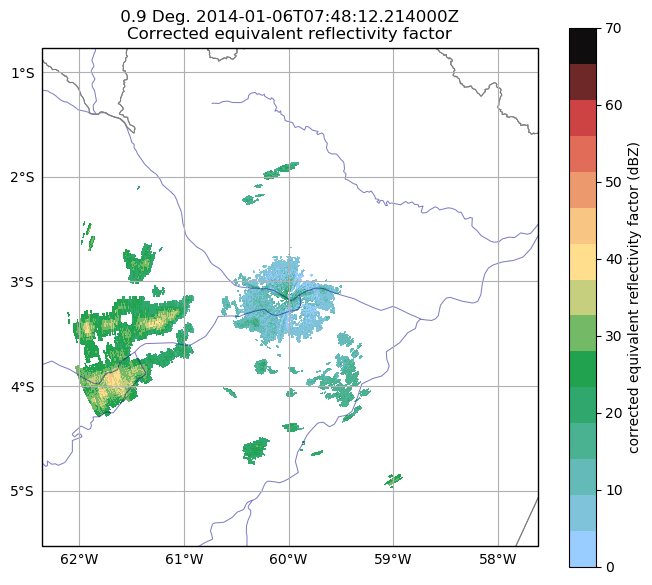 0.9 Deg. 2014-01-06T07:48:12.214000Z
Corrected equivalent reflectivity factor
1°S
2°S
3°S
4°S
5°S
62°W 61°W 60°W 59°W 58°W
70
60
50
40
30
20
10
0
corrected equivalent reflectivity factor (dBZ)